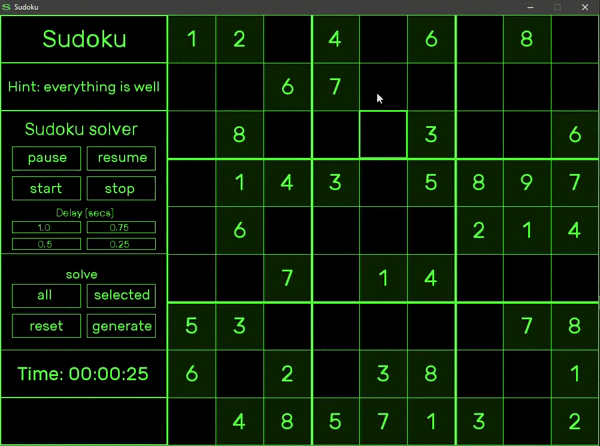 Sudoku
Sudoku
Hint: everything is well
Sudoku solver
pause resume
start stop
Delay [secs]
1.0 0.75
0.5 0.25
solve
all selected
reset generate
Time: 00:00:25
1 2 4 6 8
6 7
8 3 6
1 4 3 5 8 9 7
6 2 1 4
7 1 4
5 3 7 8
6 2 3 8 1
4 8 5 7 1 3 2